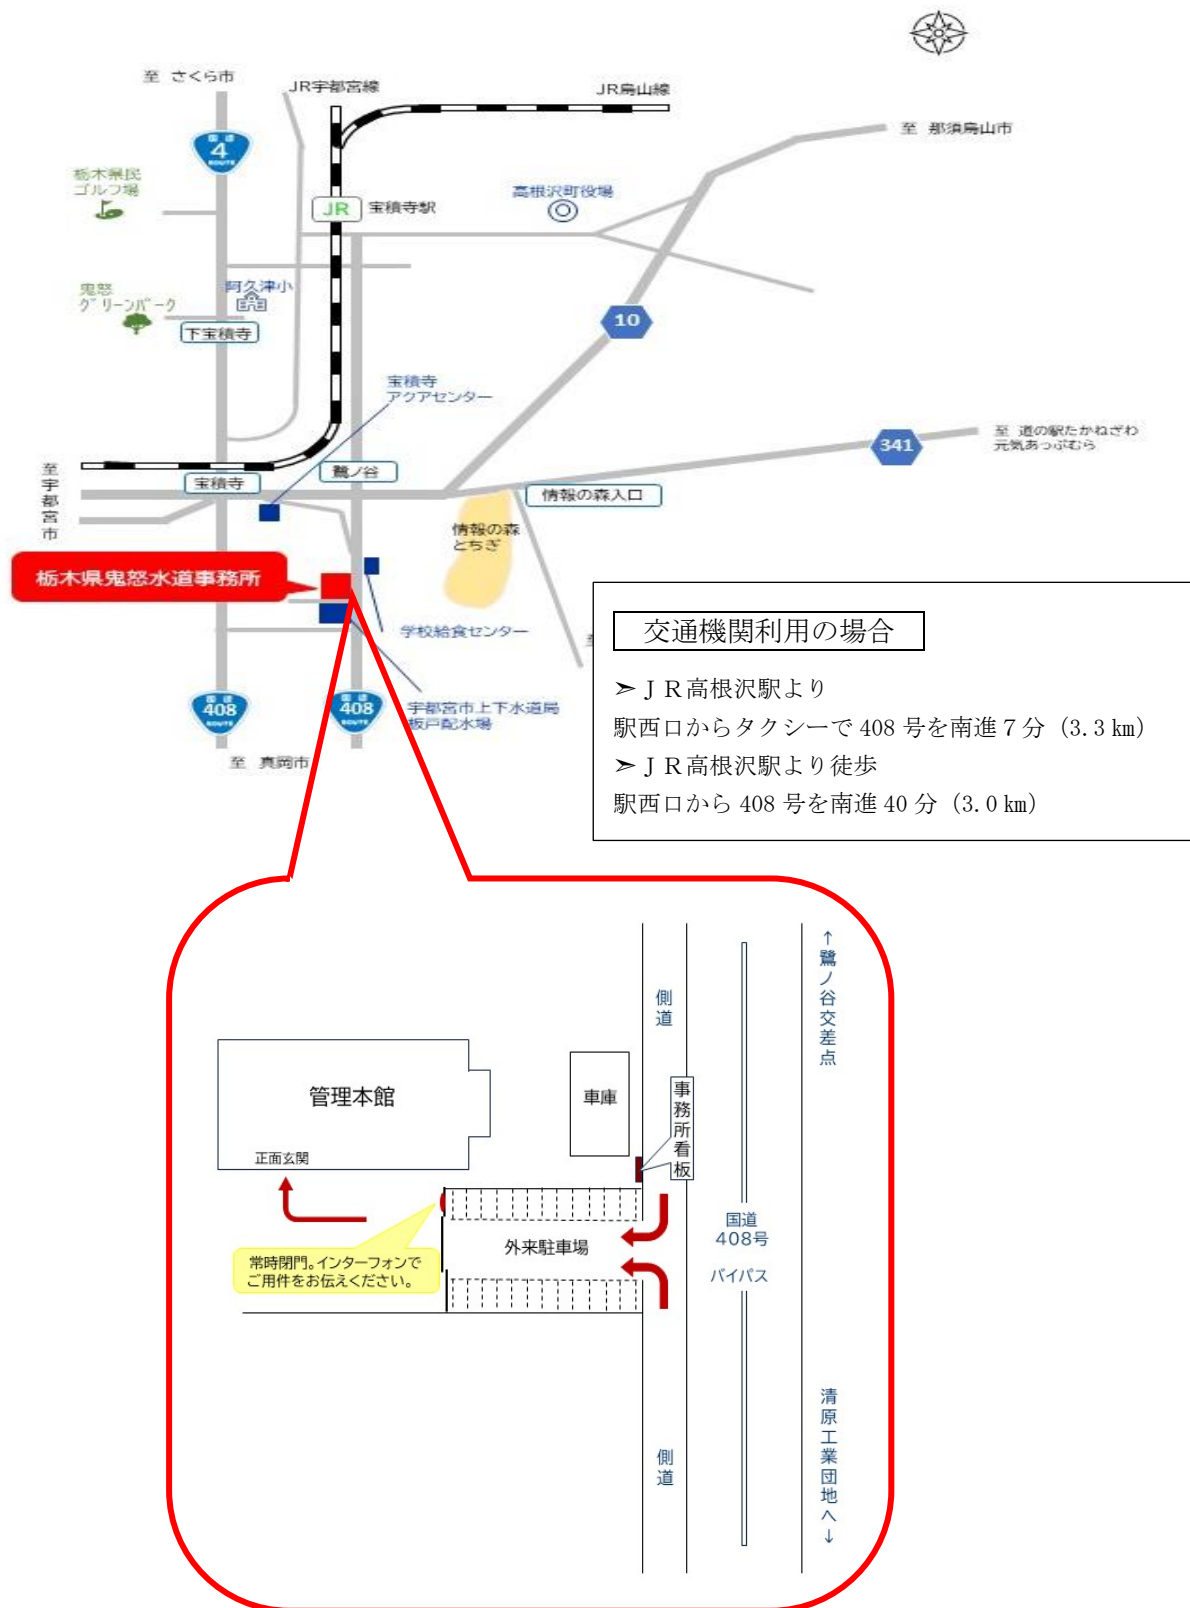 至 さくら市
JR宇都宮線
JR烏山線
至 那須烏山市
国道
4
ROUTE
栃木県民
ゴルフ場
JR 宝積寺駅
高根沢町役場
鬼怒
グリーンパーク
阿久津小
下宝積寺
10
宝積寺
アクアセンター
341
至 道の駅たかねざわ
元気あっぷむら
至宇都宮市
宝積寺
鷺ノ谷
情報の森入口
情報の森
とちぎ
栃木県鬼怒水道事務所
学校給食センター
至
国道
408
ROUTE
国道
408
ROUTE
宇都宮市上下水道局
板戸配水場
至 真岡市
交通機関利用の場合
➢ＪＲ高根沢駅より
駅西口からタクシーで 408 号を南進７分（3.3 ㎞）
➢ＪＲ高根沢駅より徒歩
駅西口から 408 号を南進 40 分（3.0 ㎞）
↑鷺ノ谷交差点
側道
管理本館
車庫
事務所看板
正面玄関
国道
408号
バイパス
外来駐車場
常時閉門。インターフォンで
ご用件をお伝えください。
側道
清原工業団地へ↓